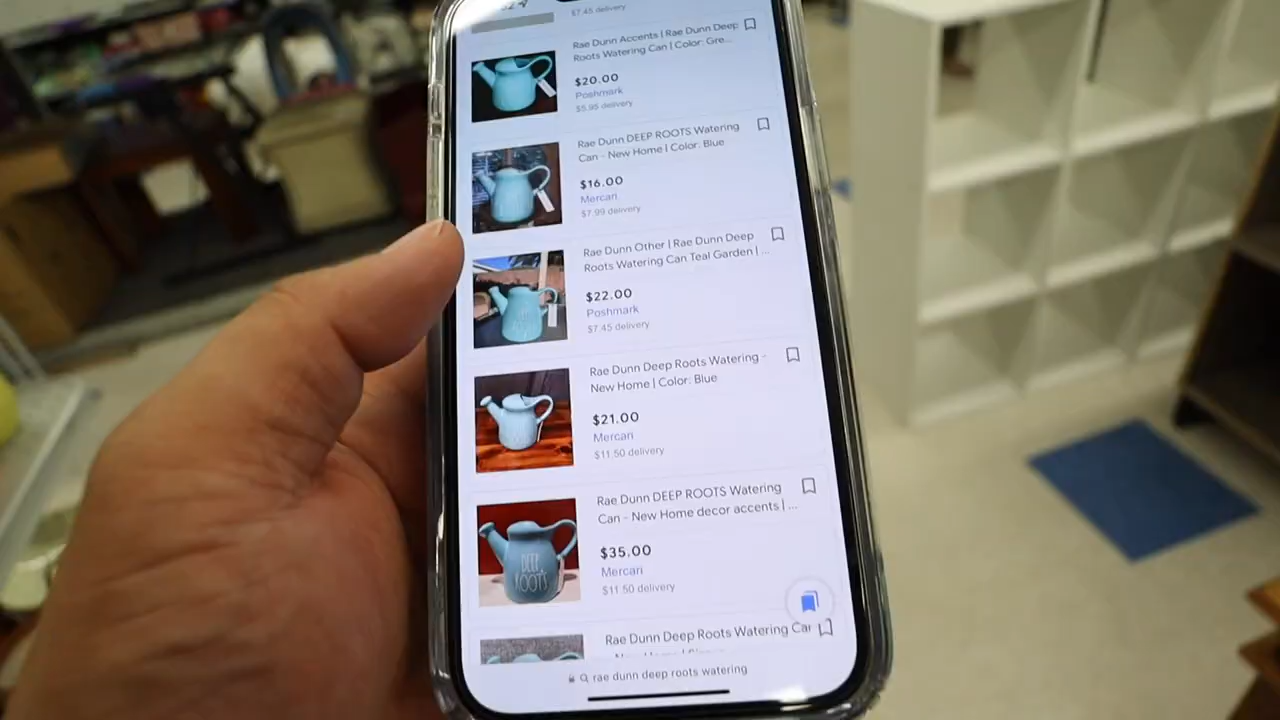 $7.45 delivery
Rae Dunn Accents | Rae Dunn Deep
Roots Watering Can | Color: Gre...
$20.00
Poshmark
$5.95 delivery
Rae Dunn DEEP ROOTS Watering
Can - New Home | Color: Blue
$16.00
Mercari
$7.99 delivery
Rae Dunn Other | Rae Dunn Deep
Roots Watering Can Teal Garden | ...
$22.00
Poshmark
$7.45 delivery
Rae Dunn Deep Roots Watering -
New Home | Color: Blue
$21.00
Mercari
$11.50 delivery
Rae Dunn DEEP ROOTS Watering
Can - New Home decor accents | ...
$35.00
Mercari
$11.50 delivery
DEEP
ROOTS
Rae Dunn Deep Roots Watering Car
rae dunn deep roots watering